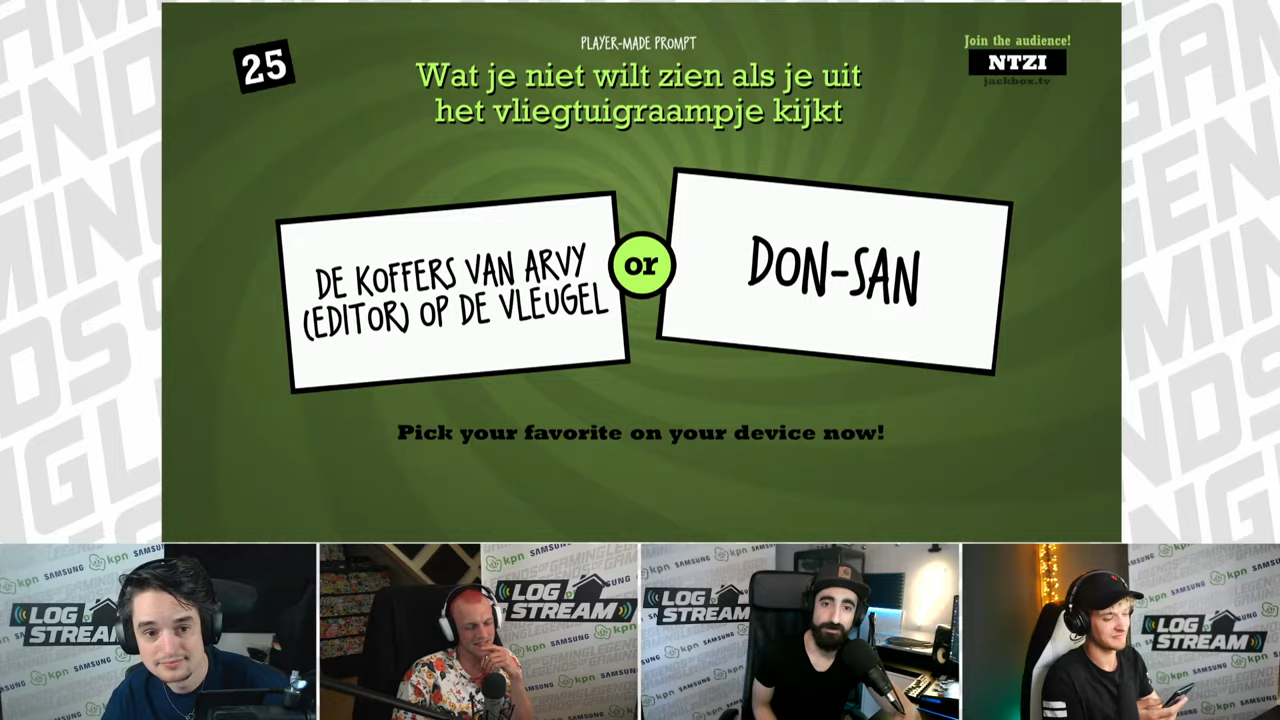 25
PLAYER-MADE PROMPT
Wat je niet wilt zien als je uit
het vliegtuigraampje kijkt
Join the audience!
NTZI
jackbox.tv
DE KOFFERS VAN ARVY
(EDITOR) OP DE VLEUGEL
or
DON-SAN
Pick your favorite on your device now!
kpn SAMSUNG
LOG
STREAM
LOG
STREAM
LOG
STREAM
LOG
STREAM